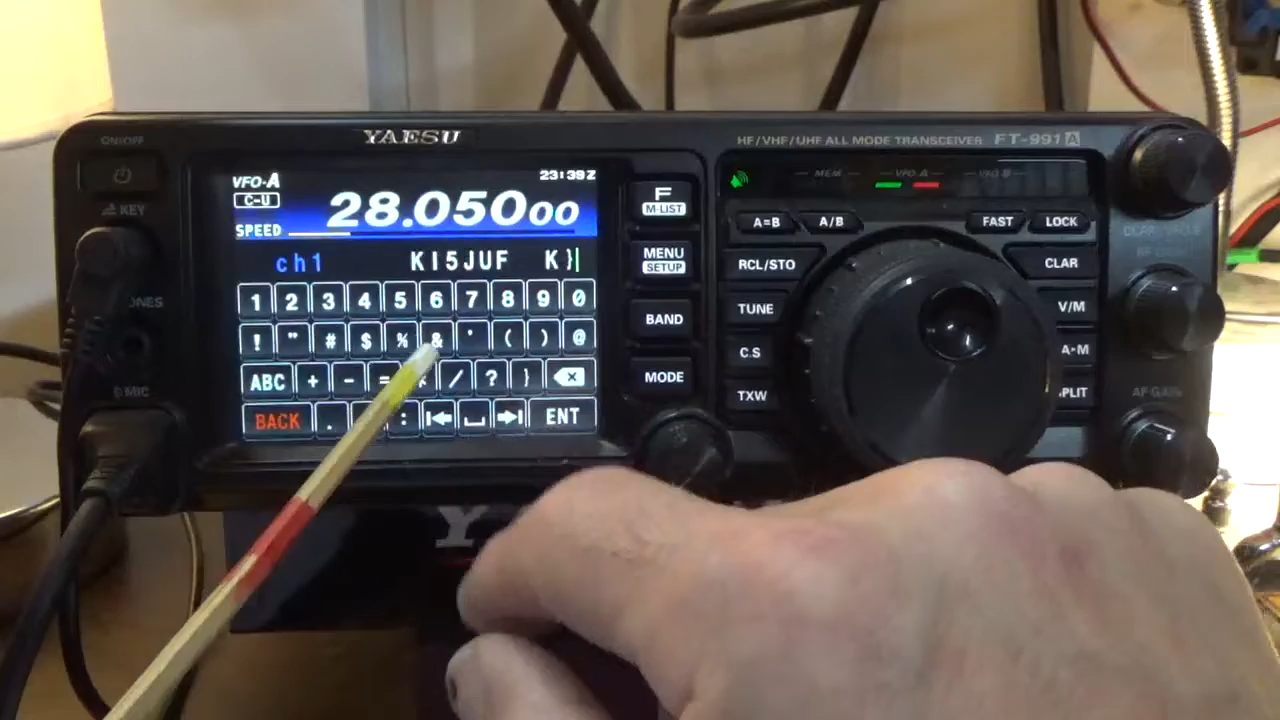 ON/OFF
KEY
ONES
MIC
YAESU
VFO-A
23:39Z
C-U
28.05000
SPEED
ch1 KI5JUF K}
1 2 3 4 5 6 7 8 9 0
! " # $ % & ' ( ) @
ABC + - = / ? }
BACK . : ENT
F
M-LIST
MENU
SETUP
BAND
MODE
HF/VHF/UHF ALL MODE TRANSCEIVER FT-991A
MEM VFO A VFO B
A=B A/B FAST LOCK
RCL/STO CLAR
TUNE V/M
C.S A▸M
TXW PLIT
AF GAIN
Y